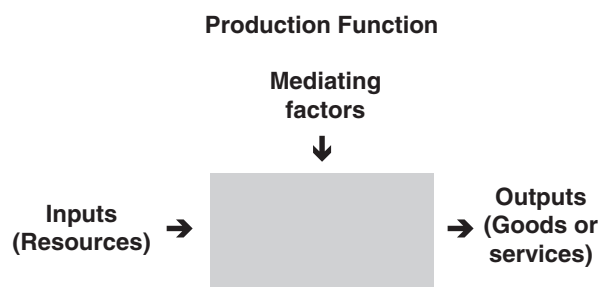 Production Function
Mediating
factors
Inputs
(Resources)
Outputs
(Goods or
services)